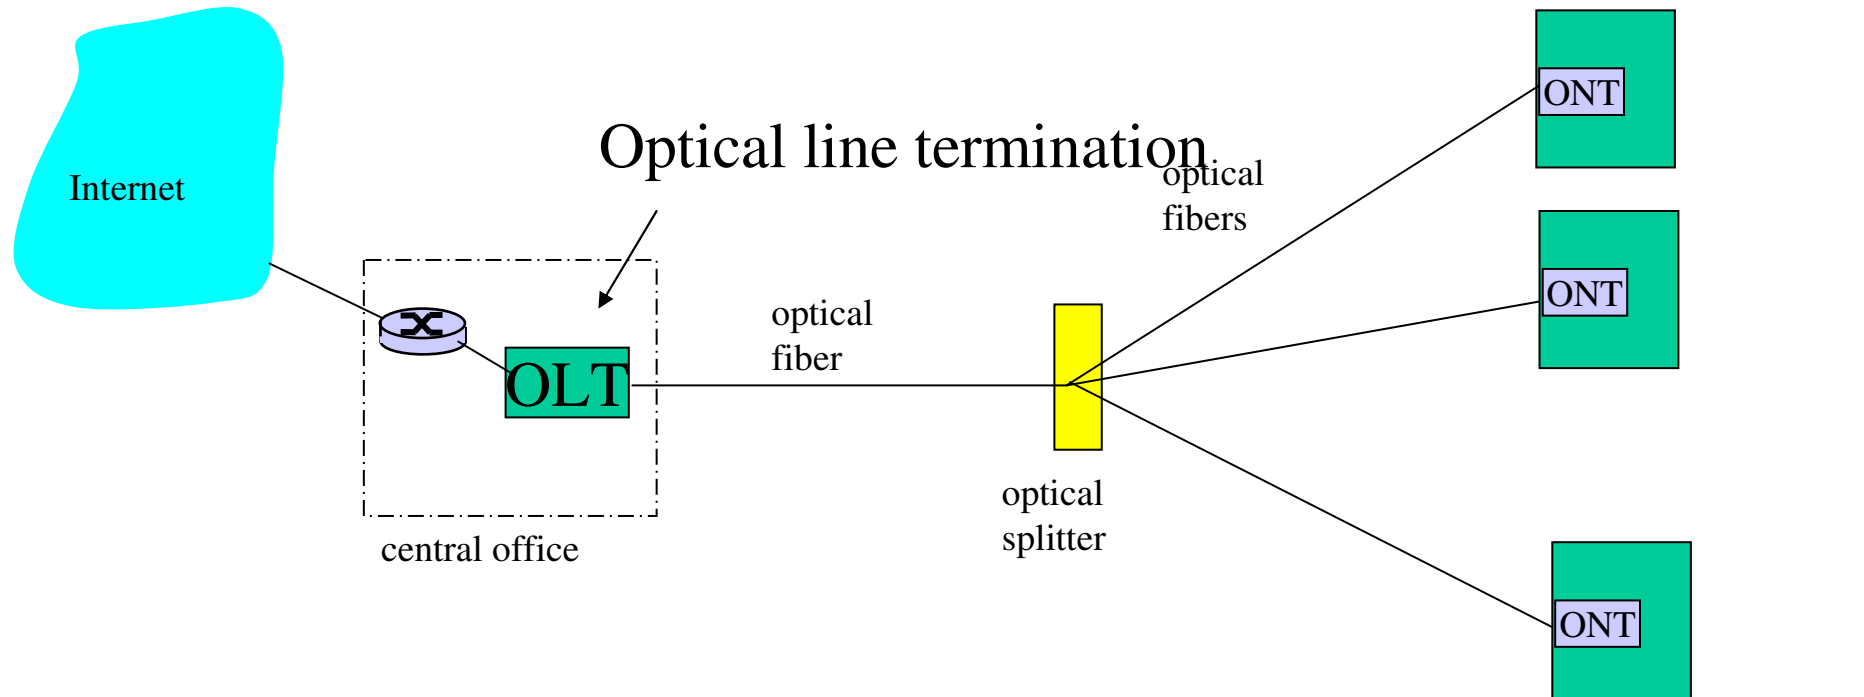 Internet
Optical line termination
OLT
central office
optical
fiber
optical
splitter
optical
fibers
ONT
ONT
ONT